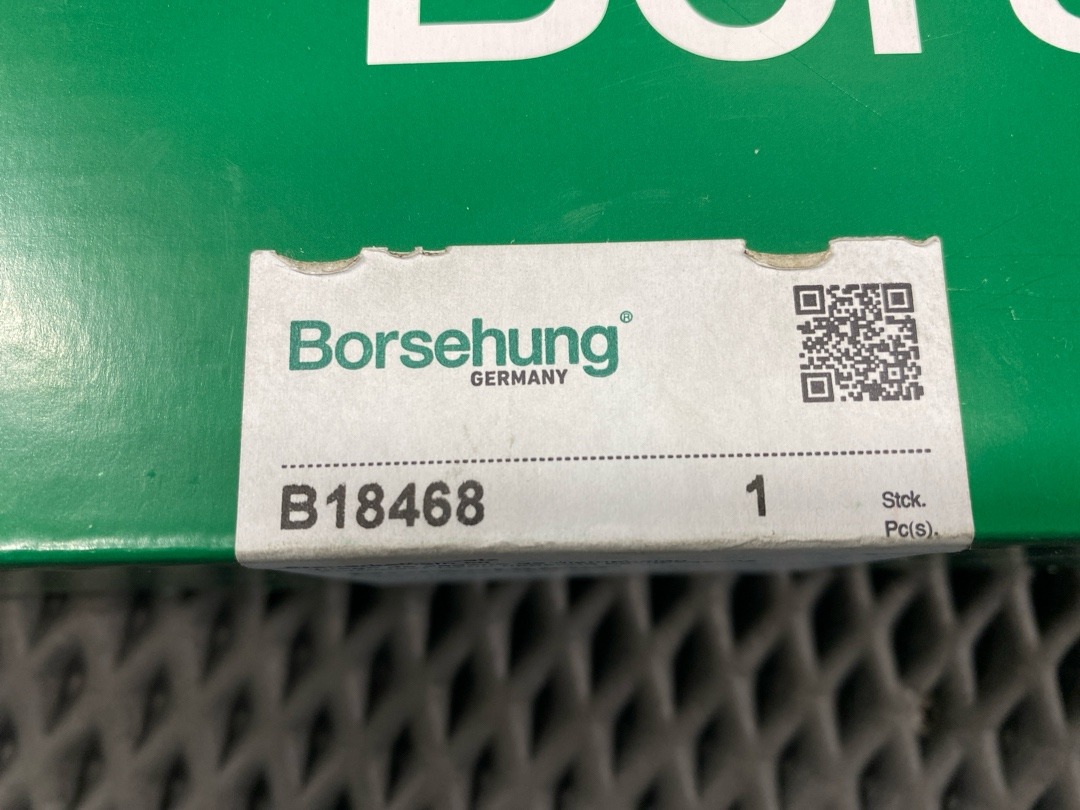 Borsehung®
GERMANY
B18468 1 Stck.
Pc(s).